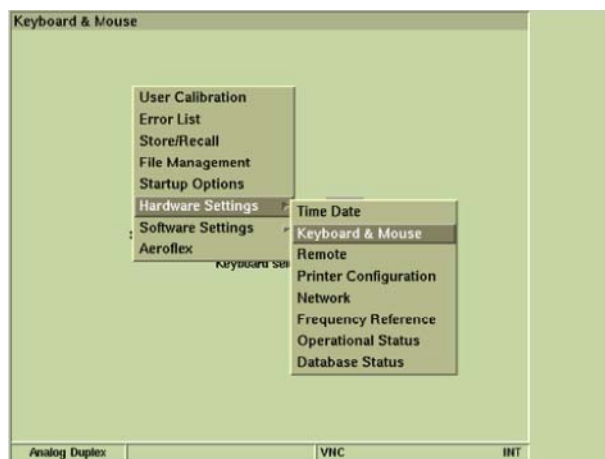 Keyboard & Mouse
User Calibration
Error List
Store/Recall
File Management
Startup Options
Hardware Settings
Software Settings
Aeroflex
Time Date
Keyboard & Mouse
Remote
Printer Configuration
Network
Frequency Reference
Operational Status
Database Status
Keyboard
Analog Duplex
VNC
INT